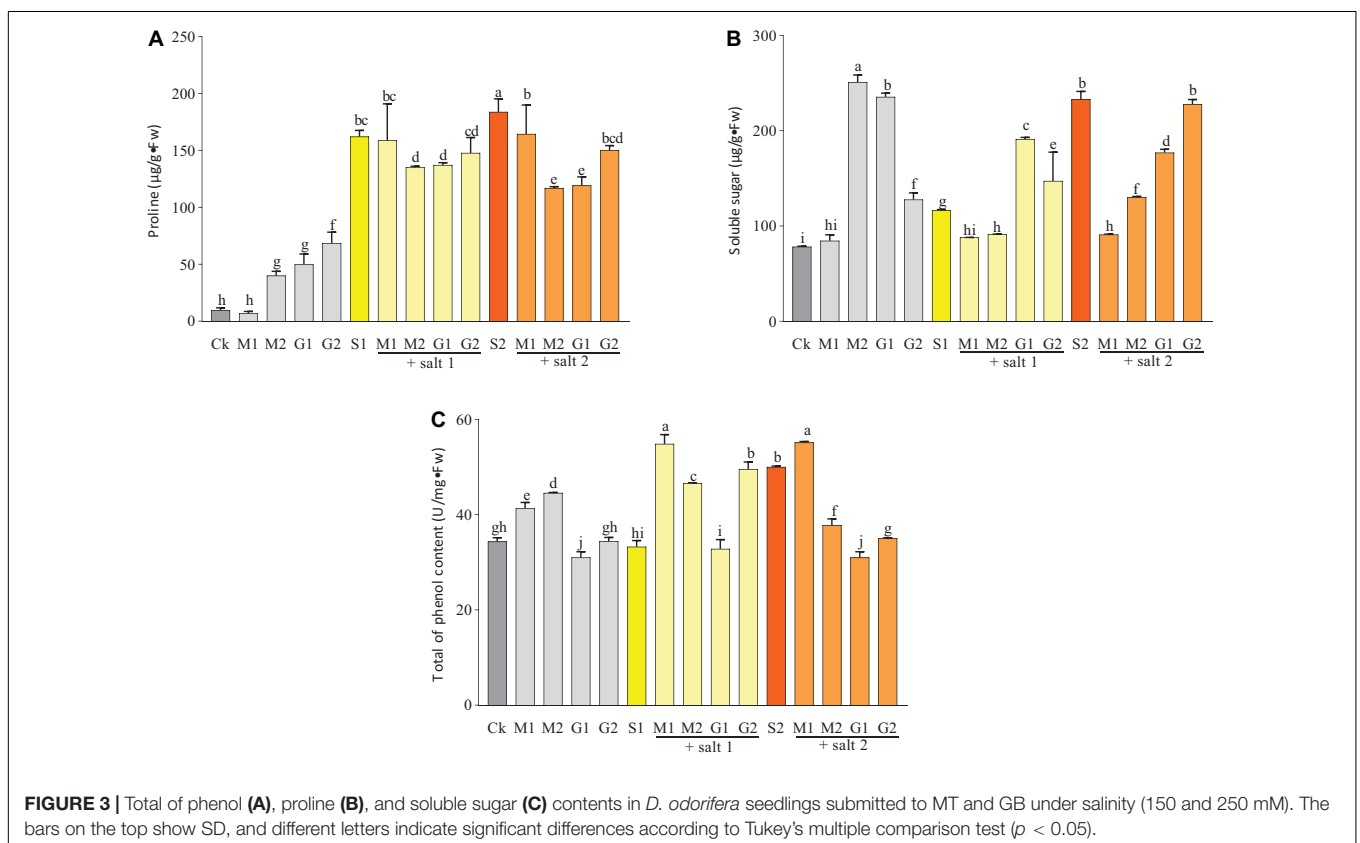 A
250
200
150
100
50
0
Proline (µg/g•Fw)
h h g g f bc bc d d cd a b e e bcd
Ck M1 M2 G1 G2 S1 M1 M2 G1 G2 S2 M1 M2 G1 G2
+ salt 1 + salt 2
B
300
200
100
0
Soluble sugar (µg/g•Fw)
i hi a b f g hi h c e b h f d b
Ck M1 M2 G1 G2 S1 M1 M2 G1 G2 S2 M1 M2 G1 G2
+ salt 1 + salt 2
C
60
40
20
0
Total of phenol content (U/mg•Fw)
gh e d j gh hi a c i b b a f j g
Ck M1 M2 G1 G2 S1 M1 M2 G1 G2 S2 M1 M2 G1 G2
+ salt 1 + salt 2
FIGURE 3 | Total of phenol (A), proline (B), and soluble sugar (C) contents in D. odorifera seedlings submitted to MT and GB under salinity (150 and 250 mM). The
bars on the top show SD, and different letters indicate significant differences according to Tukey's multiple comparison test (p < 0.05).